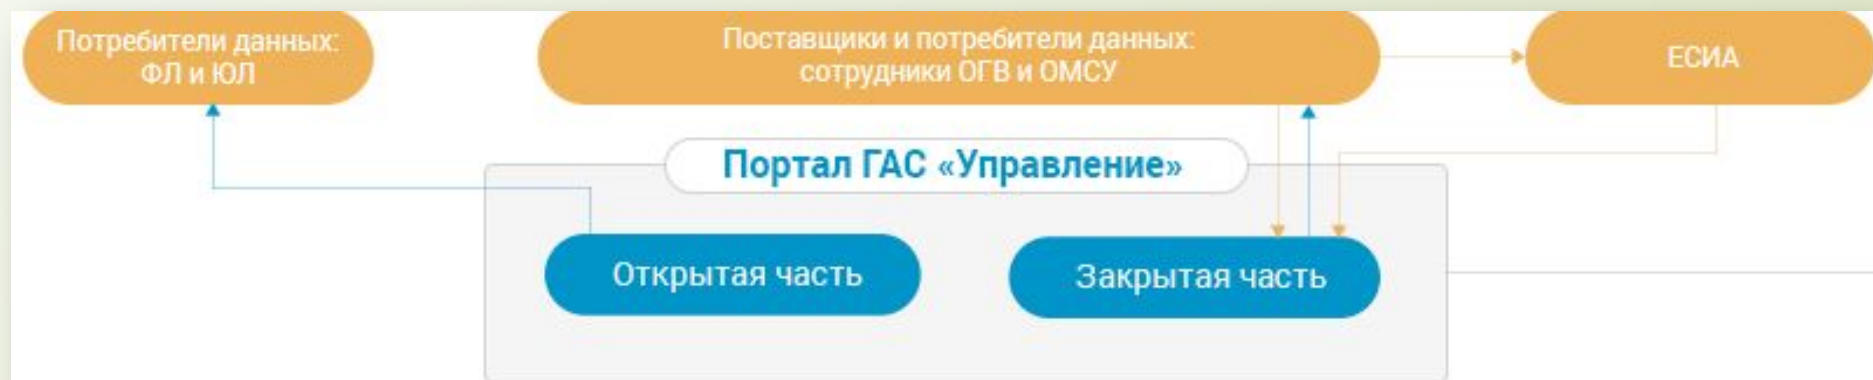 Потребители данных:
ФЛ и ЮЛ
Поставщики и потребители данных:
сотрудники ОГВ и ОМСУ
ЕСИА
Портал ГАС «Управление»
Открытая часть
Закрытая часть